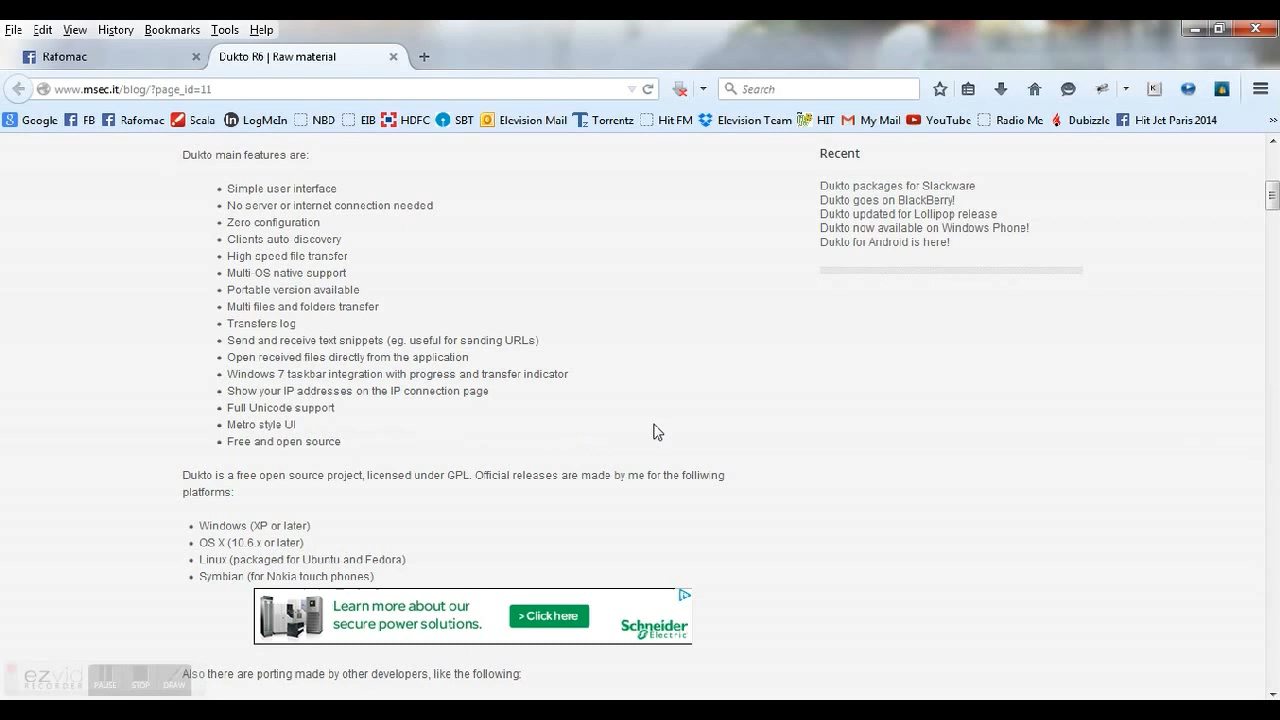 File Edit View History Bookmarks Tools Help
Rafomac
Dukto R6 | Raw material
www.msec.it/blog/?page_id=11
Search
Google FB Rafomac Scala LogMeIn NBD EIB HDFC SBT Elevision Mail Torrentz Hit FM Elevision Team HIT My Mail YouTube Radio Me Dubizzle Hit Jet Paris 2014
Dukto main features are:
Simple user interface
No server or internet connection needed
Zero configuration
Clients auto-discovery
High speed file transfer
Multi-OS native support
Portable version available
Multi files and folders transfer
Transfers log
Send and receive text snippets (eg. useful for sending URLs)
Open received files directly from the application
Windows 7 taskbar integration with progress and transfer indicator
Show your IP addresses on the IP connection page
Full Unicode support
Metro style UI
Free and open source
Dukto is a free open source project, licensed under GPL. Official releases are made by me for the folliwing
platforms:
Windows (XP or later)
OS X (10.6.x or later)
Linux (packaged for Ubuntu and Fedora)
Symbian (for Nokia touch phones)
Learn more about our
secure power solutions.
> Click here
Schneider
Electric
Also there are porting made by other developers, like the following:
Recent
Dukto packages for Slackware
Dukto goes on BlackBerry!
Dukto updated for Lollipop release
Dukto now available on Windows Phone!
Dukto for Android is here!
ezvid
RECORDER
PAUSE STOP DRAW